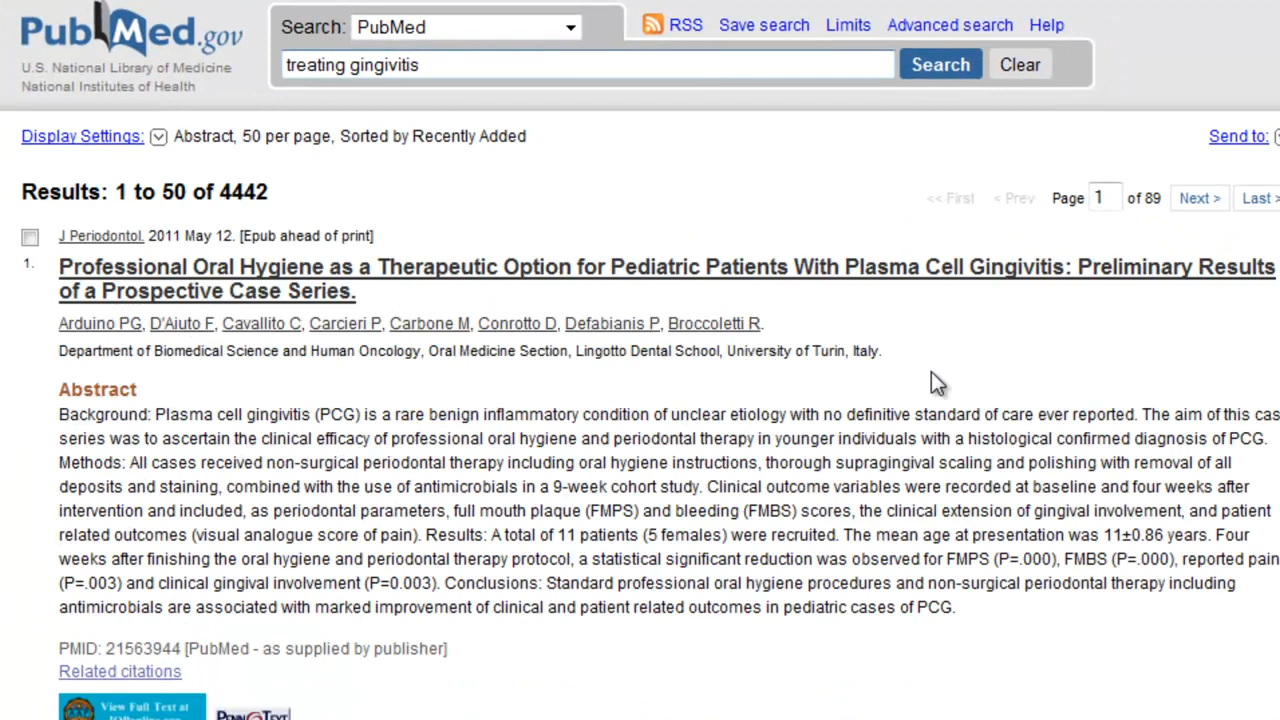 PubMed.gov
U.S. National Library of Medicine
National Institutes of Health
Search: PubMed
RSS Save search Limits Advanced search Help
treating gingivitis
Search Clear
Display Settings: Abstract, 50 per page, Sorted by Recently Added
Send to:
Results: 1 to 50 of 4442
<< First < Prev Page 1 of 89 Next > Last >
J Periodontol. 2011 May 12. [Epub ahead of print]
1. Professional Oral Hygiene as a Therapeutic Option for Pediatric Patients With Plasma Cell Gingivitis: Preliminary Results
of a Prospective Case Series.
Arduino PG, D'Aiuto F, Cavallito C, Carcieri P, Carbone M, Conrotto D, Defabianis P, Broccoletti R.
Department of Biomedical Science and Human Oncology, Oral Medicine Section, Lingotto Dental School, University of Turin, Italy.
Abstract
Background: Plasma cell gingivitis (PCG) is a rare benign inflammatory condition of unclear etiology with no definitive standard of care ever reported. The aim of this cas
series was to ascertain the clinical efficacy of professional oral hygiene and periodontal therapy in younger individuals with a histological confirmed diagnosis of PCG.
Methods: All cases received non-surgical periodontal therapy including oral hygiene instructions, thorough supragingival scaling and polishing with removal of all
deposits and staining, combined with the use of antimicrobials in a 9-week cohort study. Clinical outcome variables were recorded at baseline and four weeks after
intervention and included, as periodontal parameters, full mouth plaque (FMPS) and bleeding (FMBS) scores, the clinical extension of gingival involvement, and patient
related outcomes (visual analogue score of pain). Results: A total of 11 patients (5 females) were recruited. The mean age at presentation was 11±0.86 years. Four
weeks after finishing the oral hygiene and periodontal therapy protocol, a statistical significant reduction was observed for FMPS (P=.000), FMBS (P=.000), reported pain
(P=.003) and clinical gingival involvement (P=0.003). Conclusions: Standard professional oral hygiene procedures and non-surgical periodontal therapy including
antimicrobials are associated with marked improvement of clinical and patient related outcomes in pediatric cases of PCG.
PMID: 21563944 [PubMed - as supplied by publisher]
Related citations
View Full Text at
PENNTEXT